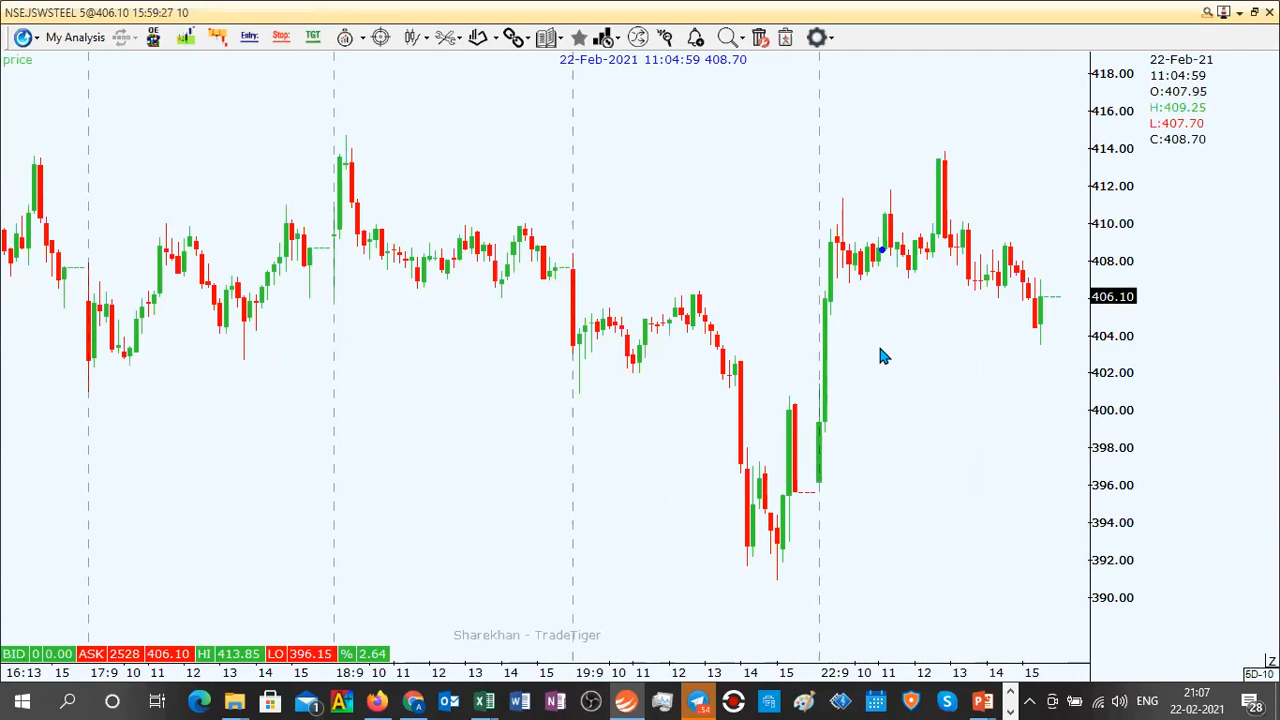 NSEJSWSTEEL 5@406.10 15:59:27 10
My Analysis
OE
Entry:
Stop:
TGT
price
22-Feb-2021 11:04:59 408.70
22-Feb-21
11:04:59
O:407.95
H:409.25
L:407.70
C:408.70
418.00
416.00
414.00
412.00
410.00
408.00
406.10
404.00
402.00
400.00
398.00
396.00
394.00
392.00
390.00
Sharekhan - TradeTiger
BID 0 0.00 ASK 2528 406.10 HI 413.85 LO 396.15 % 2.64
16:13 15 17:9 10 11 12 13 14 15 18:9 10 11 12 13 14 15 19:9 10 11 12 13 14 15 22:9 10 11 12 13 14 15
Z
5D-10
54
ENG
21:07
22-02-2021
28